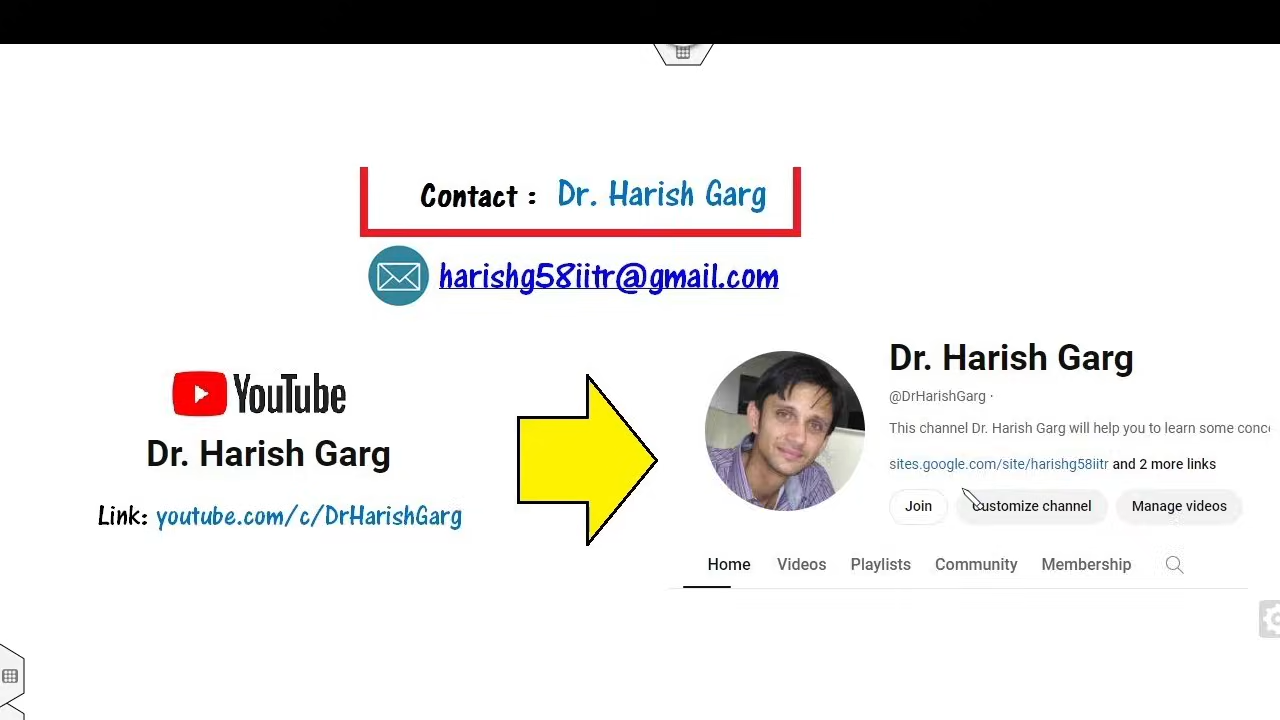 Contact : Dr. Harish Garg
harishg58iitr@gmail.com
YouTube
Dr. Harish Garg
Link: youtube.com/c/DrHarishGarg
Dr. Harish Garg
@DrHarishGarg ·
This channel Dr. Harish Garg will help you to learn some conce
sites.google.com/site/harishg58iitr and 2 more links
Join Customize channel Manage videos
Home Videos Playlists Community Membership